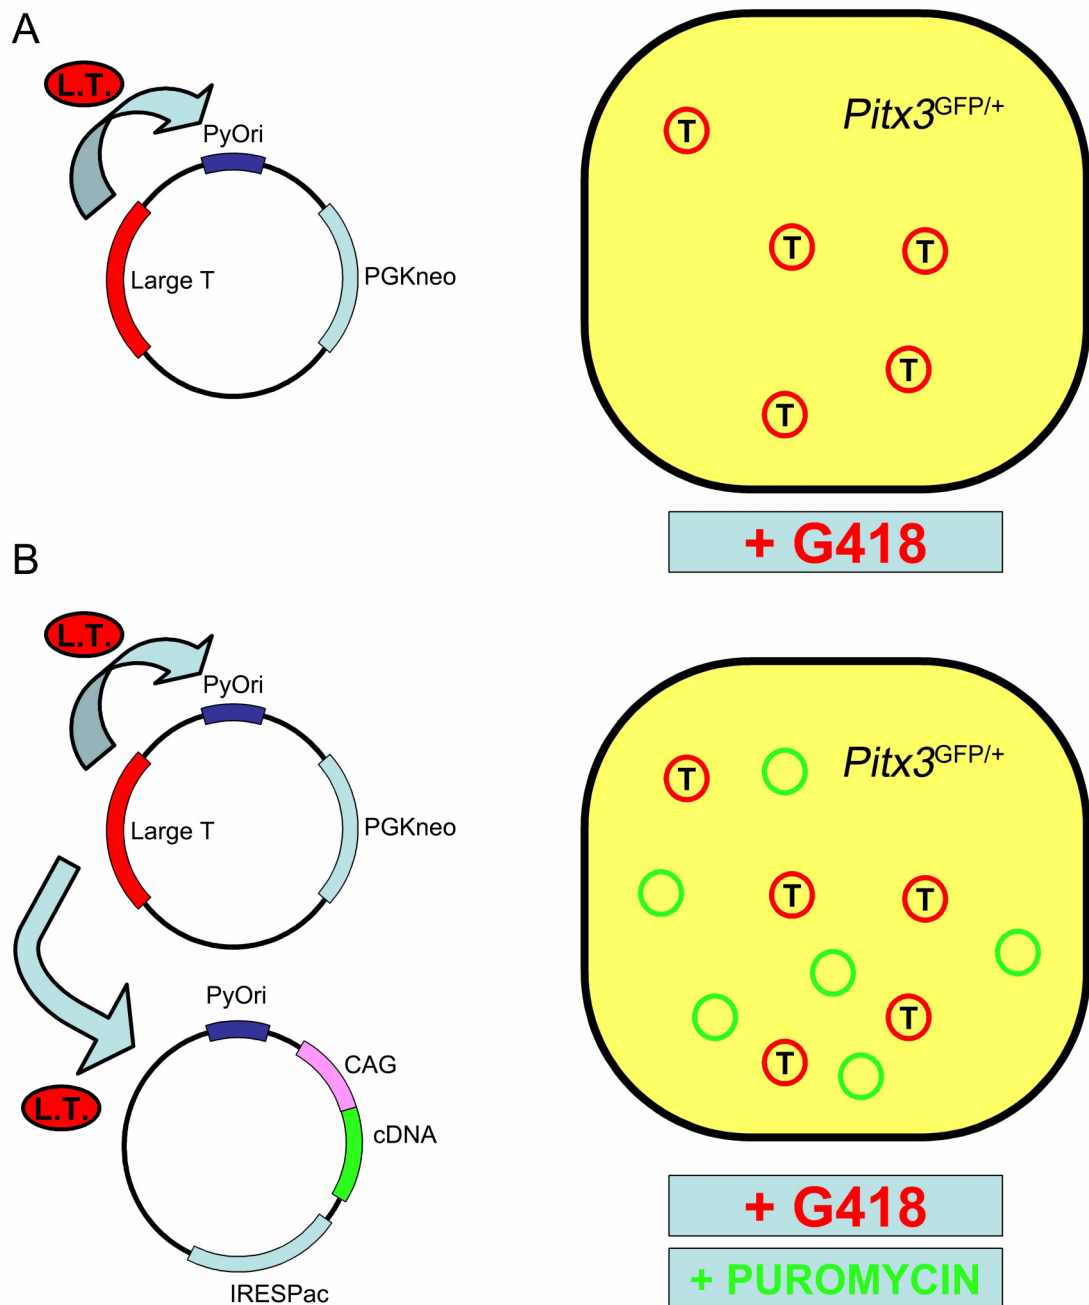 A
L.T.
PyOri
Large T
PGKneo
Pitx3GFP/+
T
T
T
T
T
+ G418
B
L.T.
PyOri
Large T
PGKneo
L.T.
PyOri
CAG
cDNA
IRESPac
Pitx3GFP/+
T
T
T
T
T
+ G418
+ PUROMYCIN